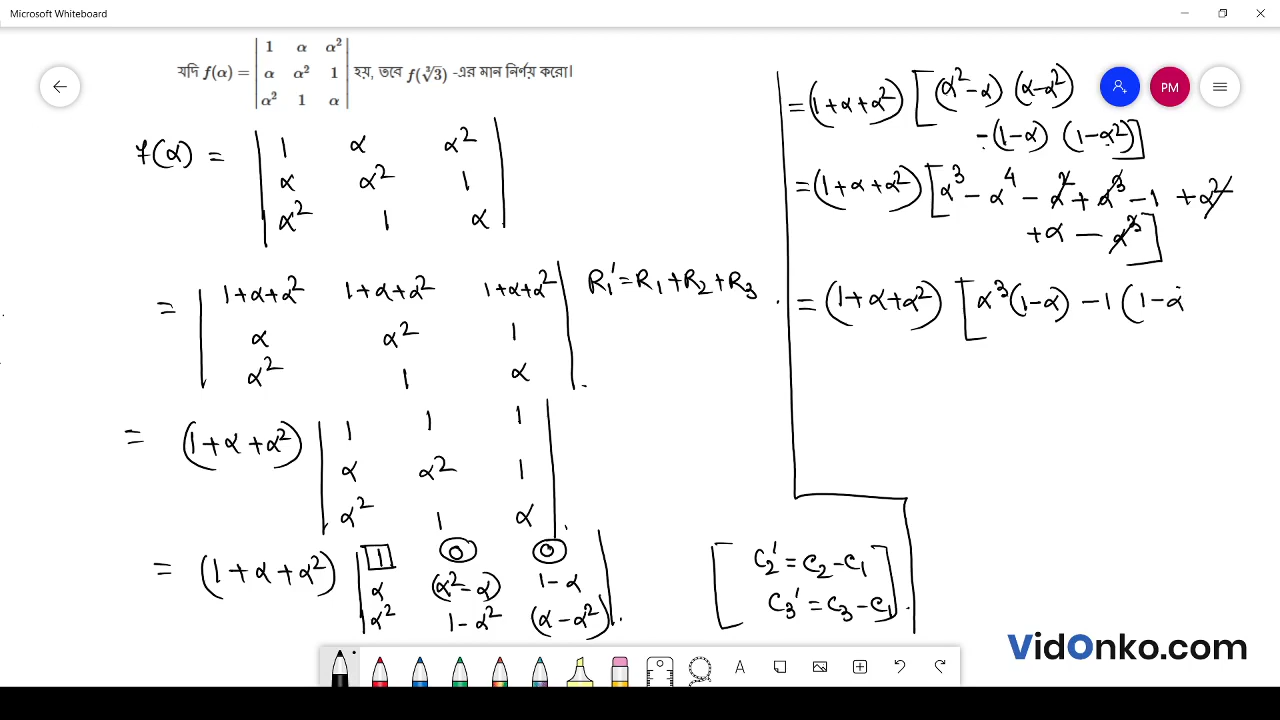 Microsoft Whiteboard
যদি f(α) = | 1 α α² |
| α α² 1 | হয়, তবে f(∛3) -এর মান নির্ণয় করো।
| α² 1 α |
PM
f(α) = | 1 α α² |
| α α² 1 |
| α² 1 α |
= | 1+α+α² 1+α+α² 1+α+α² | R₁' = R₁ + R₂ + R₃
| α α² 1 |
| α² 1 α |
= (1+α+α²) | 1 1 1 |
| α α² 1 |
| α² 1 α |
= (1+α+α²) | 1 0 0 |
| α (α²-α) 1-α |
| α² 1-α² (α-α²) |
[ C₂' = C₂ - C₁
C₃' = C₃ - C₁ ]
= (1+α+α²) [ (α²-α) (α-α²)
- (1-α) (1-α²) ]
= (1+α+α²) [ α³ - α⁴ - α² + α³ - 1 + α²
+ α - α³ ]
= (1+α+α²) [ α³(1-α) - 1 (1-α
VidOnko.com